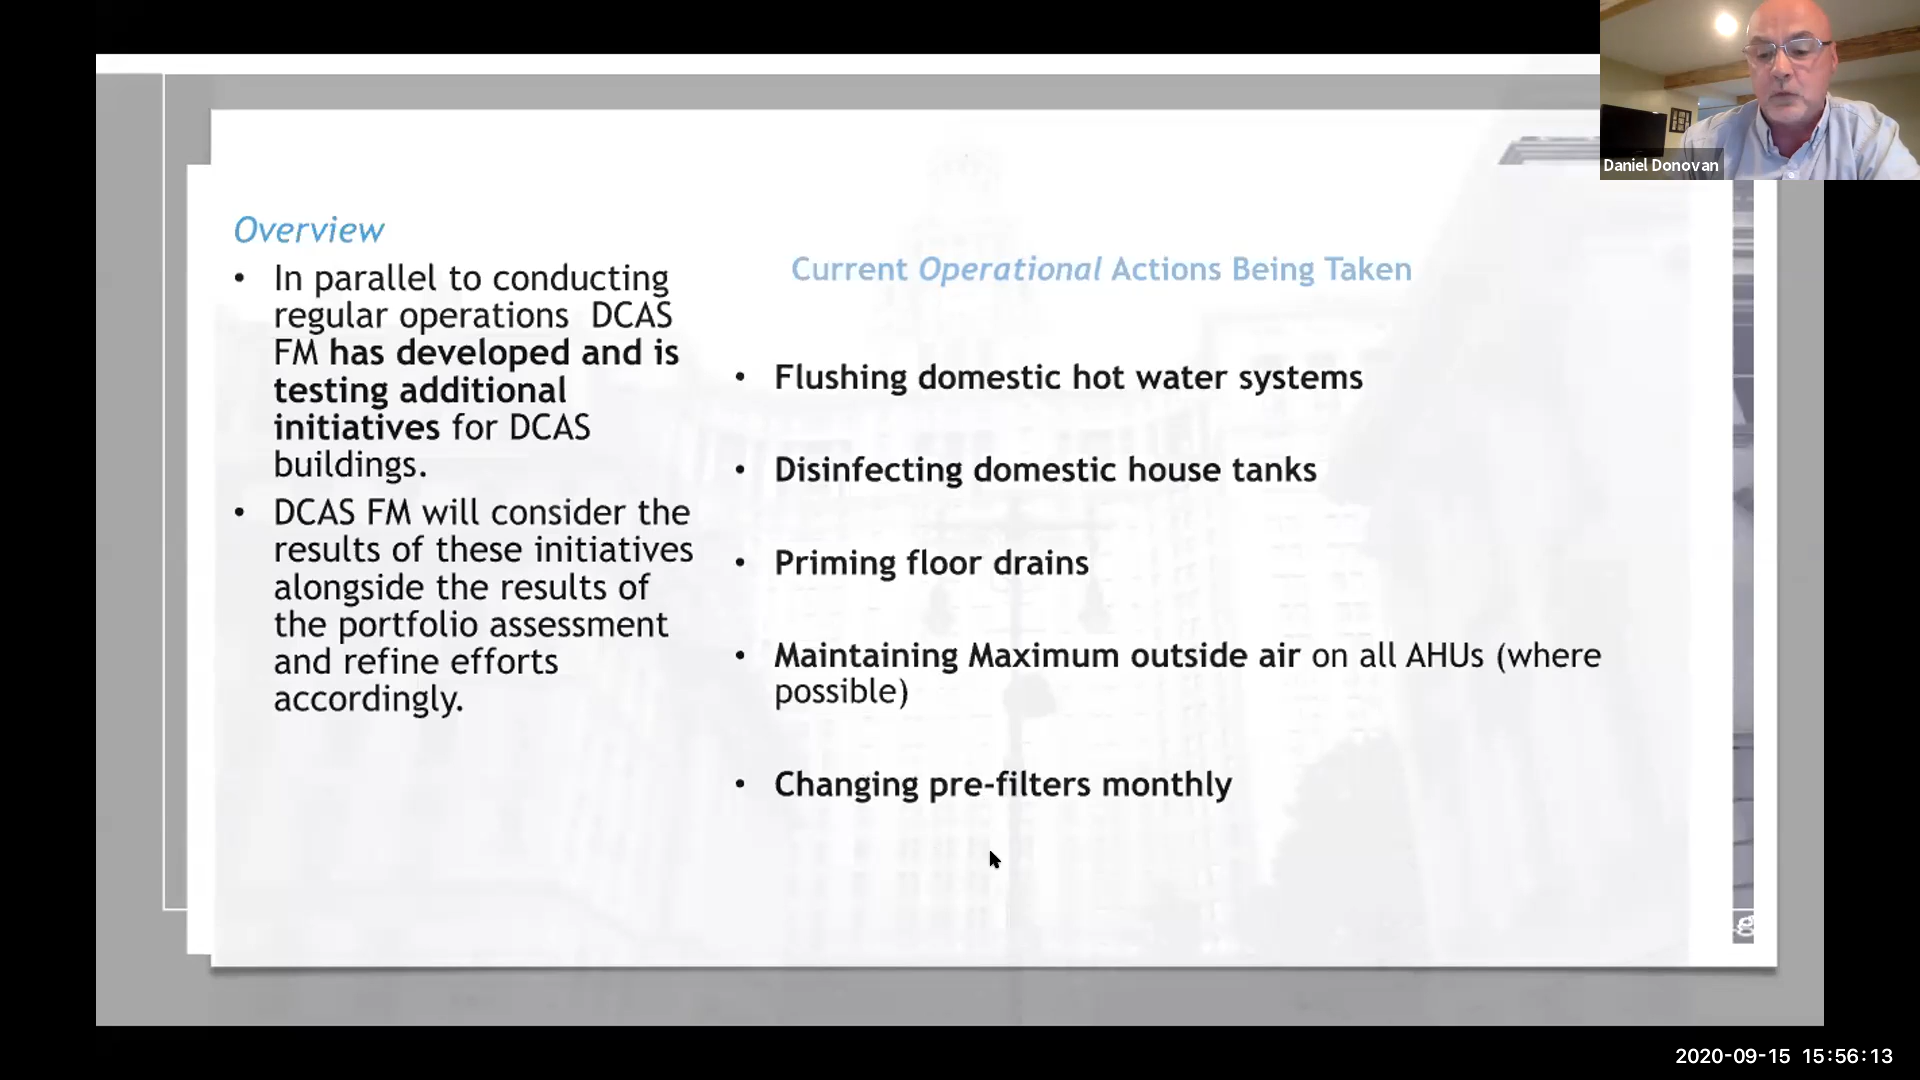 Daniel Donovan
Overview
• In parallel to conducting
regular operations DCAS
FM has developed and is
testing additional
initiatives for DCAS
buildings.
• DCAS FM will consider the
results of these initiatives
alongside the results of
the portfolio assessment
and refine efforts
accordingly.
Current Operational Actions Being Taken
• Flushing domestic hot water systems
• Disinfecting domestic house tanks
• Priming floor drains
• Maintaining Maximum outside air on all AHUs (where
possible)
• Changing pre-filters monthly
g
2020-09-15 15:56:13